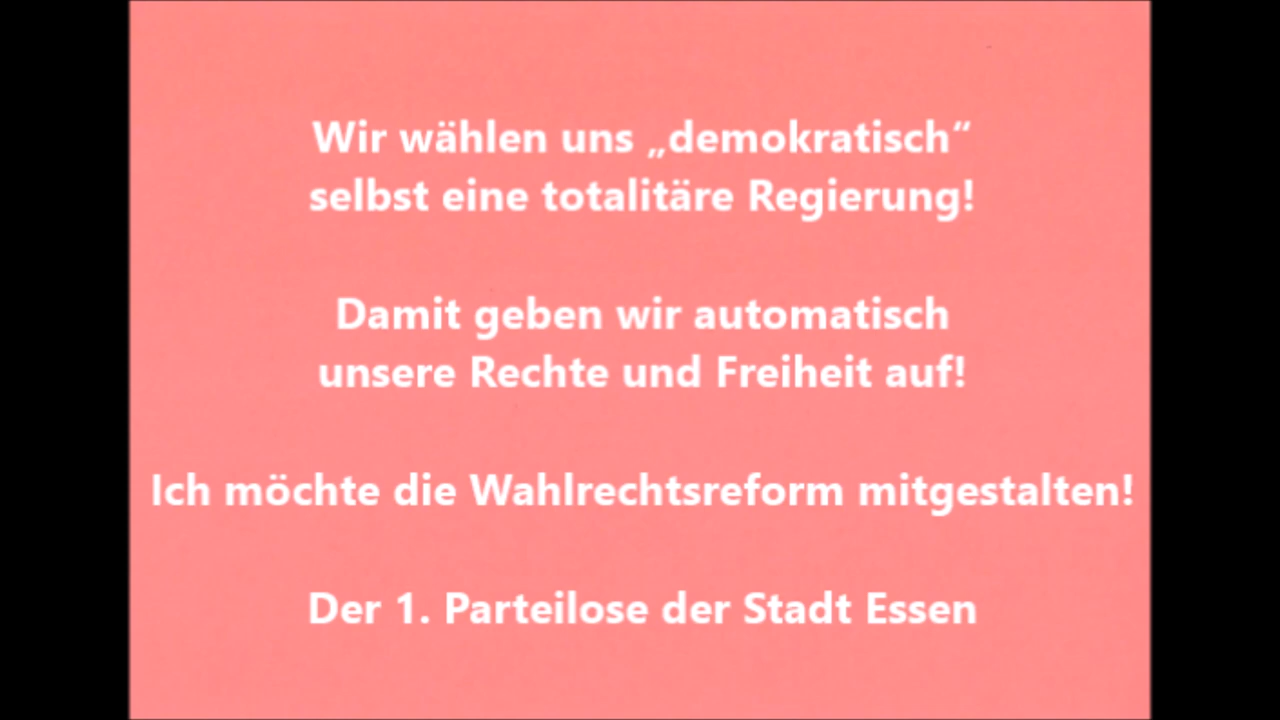 Wir wählen uns „demokratisch“
selbst eine totalitäre Regierung!
Damit geben wir automatisch
unsere Rechte und Freiheit auf!
Ich möchte die Wahlrechtsreform mitgestalten!
Der 1. Parteilose der Stadt Essen